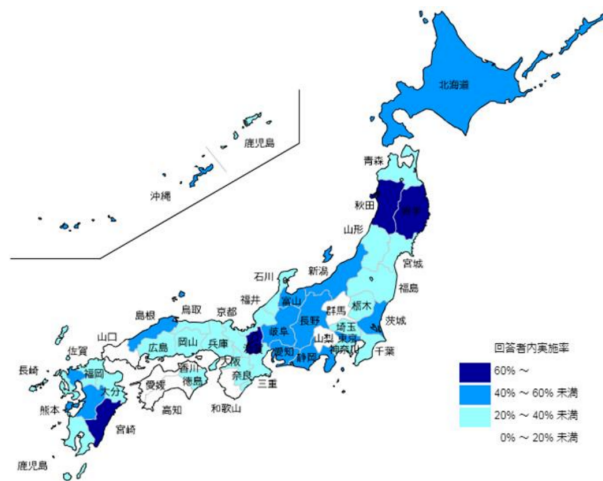 北海道
鹿児島
沖縄
青森
秋田
岩手
山形
宮城
新潟
福島
石川
富山
群馬
栃木
福井
長野
茨城
岐阜
埼玉
山梨
東京
愛知
静岡
神奈川
千葉
鳥取
島根
京都
山口
広島
岡山
兵庫
大阪
奈良
三重
和歌山
香川
徳島
愛媛
高知
佐賀
長崎
福岡
大分
熊本
宮崎
鹿児島
回答者内実施率
60% ~
40% ~ 60% 未満
20% ~ 40% 未満
0% ~ 20% 未満